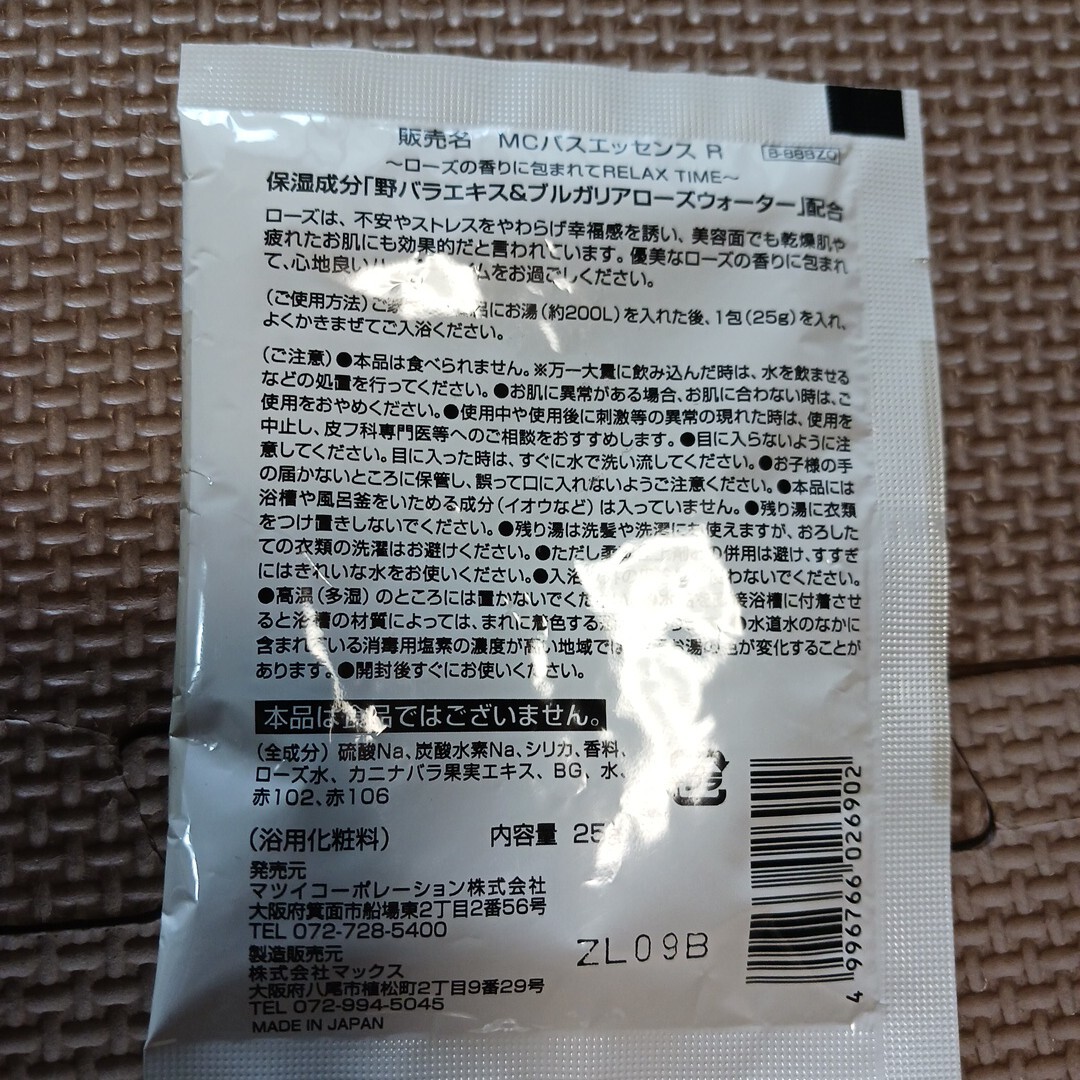 販売名　MCバスエッセンス R
～ローズの香りに包まれてRELAX TIME～
保湿成分「野バラエキス&ブルガリアローズウォーター」配合
ローズは、不安やストレスをやわらげ幸福感を誘い、美容面でも乾燥肌や
疲れたお肌にも効果的だと言われています。優美なローズの香りに包まれ
て、心地良い ムをお過ごしください。
(ご使用方法)ご にお湯(約200L)を入れた後、1包(25g)を入れ、
よくかきまぜてご入浴ください。
(ご注意)●本品は食べられません。※万一大量に飲み込んだ時は、水を飲ませる
などの処置を行ってください。●お肌に異常がある場合、お肌に合わない時は、ご
使用をおやめください。●使用中や使用後に刺激等の異常の現れた時は、使用を
中止し、皮フ科専門医等へのご相談をおすすめします。●目に入らないように注
意してください。目に入った時は、すぐに水で洗い流してください。●お子様の手
の届かないところに保管し、誤って口に入れないようご注意ください。●本品には
浴槽や風呂釜をいためる成分(イオウなど)は入っていません。●残り湯に衣類
をつけ置きしないでください。●残り湯は洗髪や洗濯に 使えますが、おろした
ての衣類の洗濯はお避けください。●ただし柔 の併用は避け、すすぎ
にはきれいな水をお使いください。●入浴 わないでください。
●高温(多湿)のところには置かないでくだ 接浴槽に付着させ
ると浴槽の材質によっては、まれに着色する ●水道水のなかに
含まれている消毒用塩素の濃度が高い地域では お湯の色が変化することが
あります。●開封後すぐにお使いください。
本品は食品ではございません。
(全成分)硫酸Na、炭酸水素Na、シリカ、香料、
ローズ水、カニナバラ果実エキス、BG、水、
赤102、赤106
(浴用化粧料)　内容量 25
発売元
マツイコーポレーション株式会社
大阪府箕面市船場東2丁目2番56号
TEL 072-728-5400
製造販売元
株式会社マックス
大阪府八尾市植松町2丁目9番29号
TEL 072-994-5045
MADE IN JAPAN
ZL09B
4996766026902